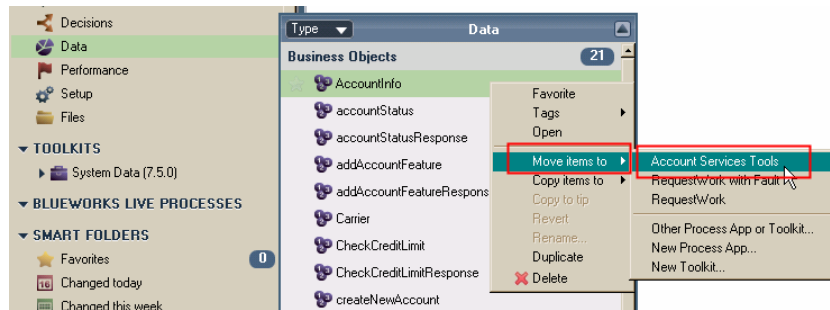 Decisions
Data
Performance
Setup
Files
TOOLKITS
System Data (7.5.0)
BLUEWORKS LIVE PROCESSES
SMART FOLDERS
Favorites 0
16 Changed today
Changed this week
Type Data
Business Objects 21
AccountInfo
accountStatus
accountStatusResponse
addAccountFeature
addAccountFeatureRespons
Carrier
CheckCreditLimit
CheckCreditLimitResponse
createNewAccount
Favorite
Tags
Open
Move items to
Copy items to
Copy to tip
Revert
Rename...
Duplicate
Delete
Account Services Tools
RequestWork with Fault
RequestWork
Other Process App or Toolkit...
New Process App...
New Toolkit...